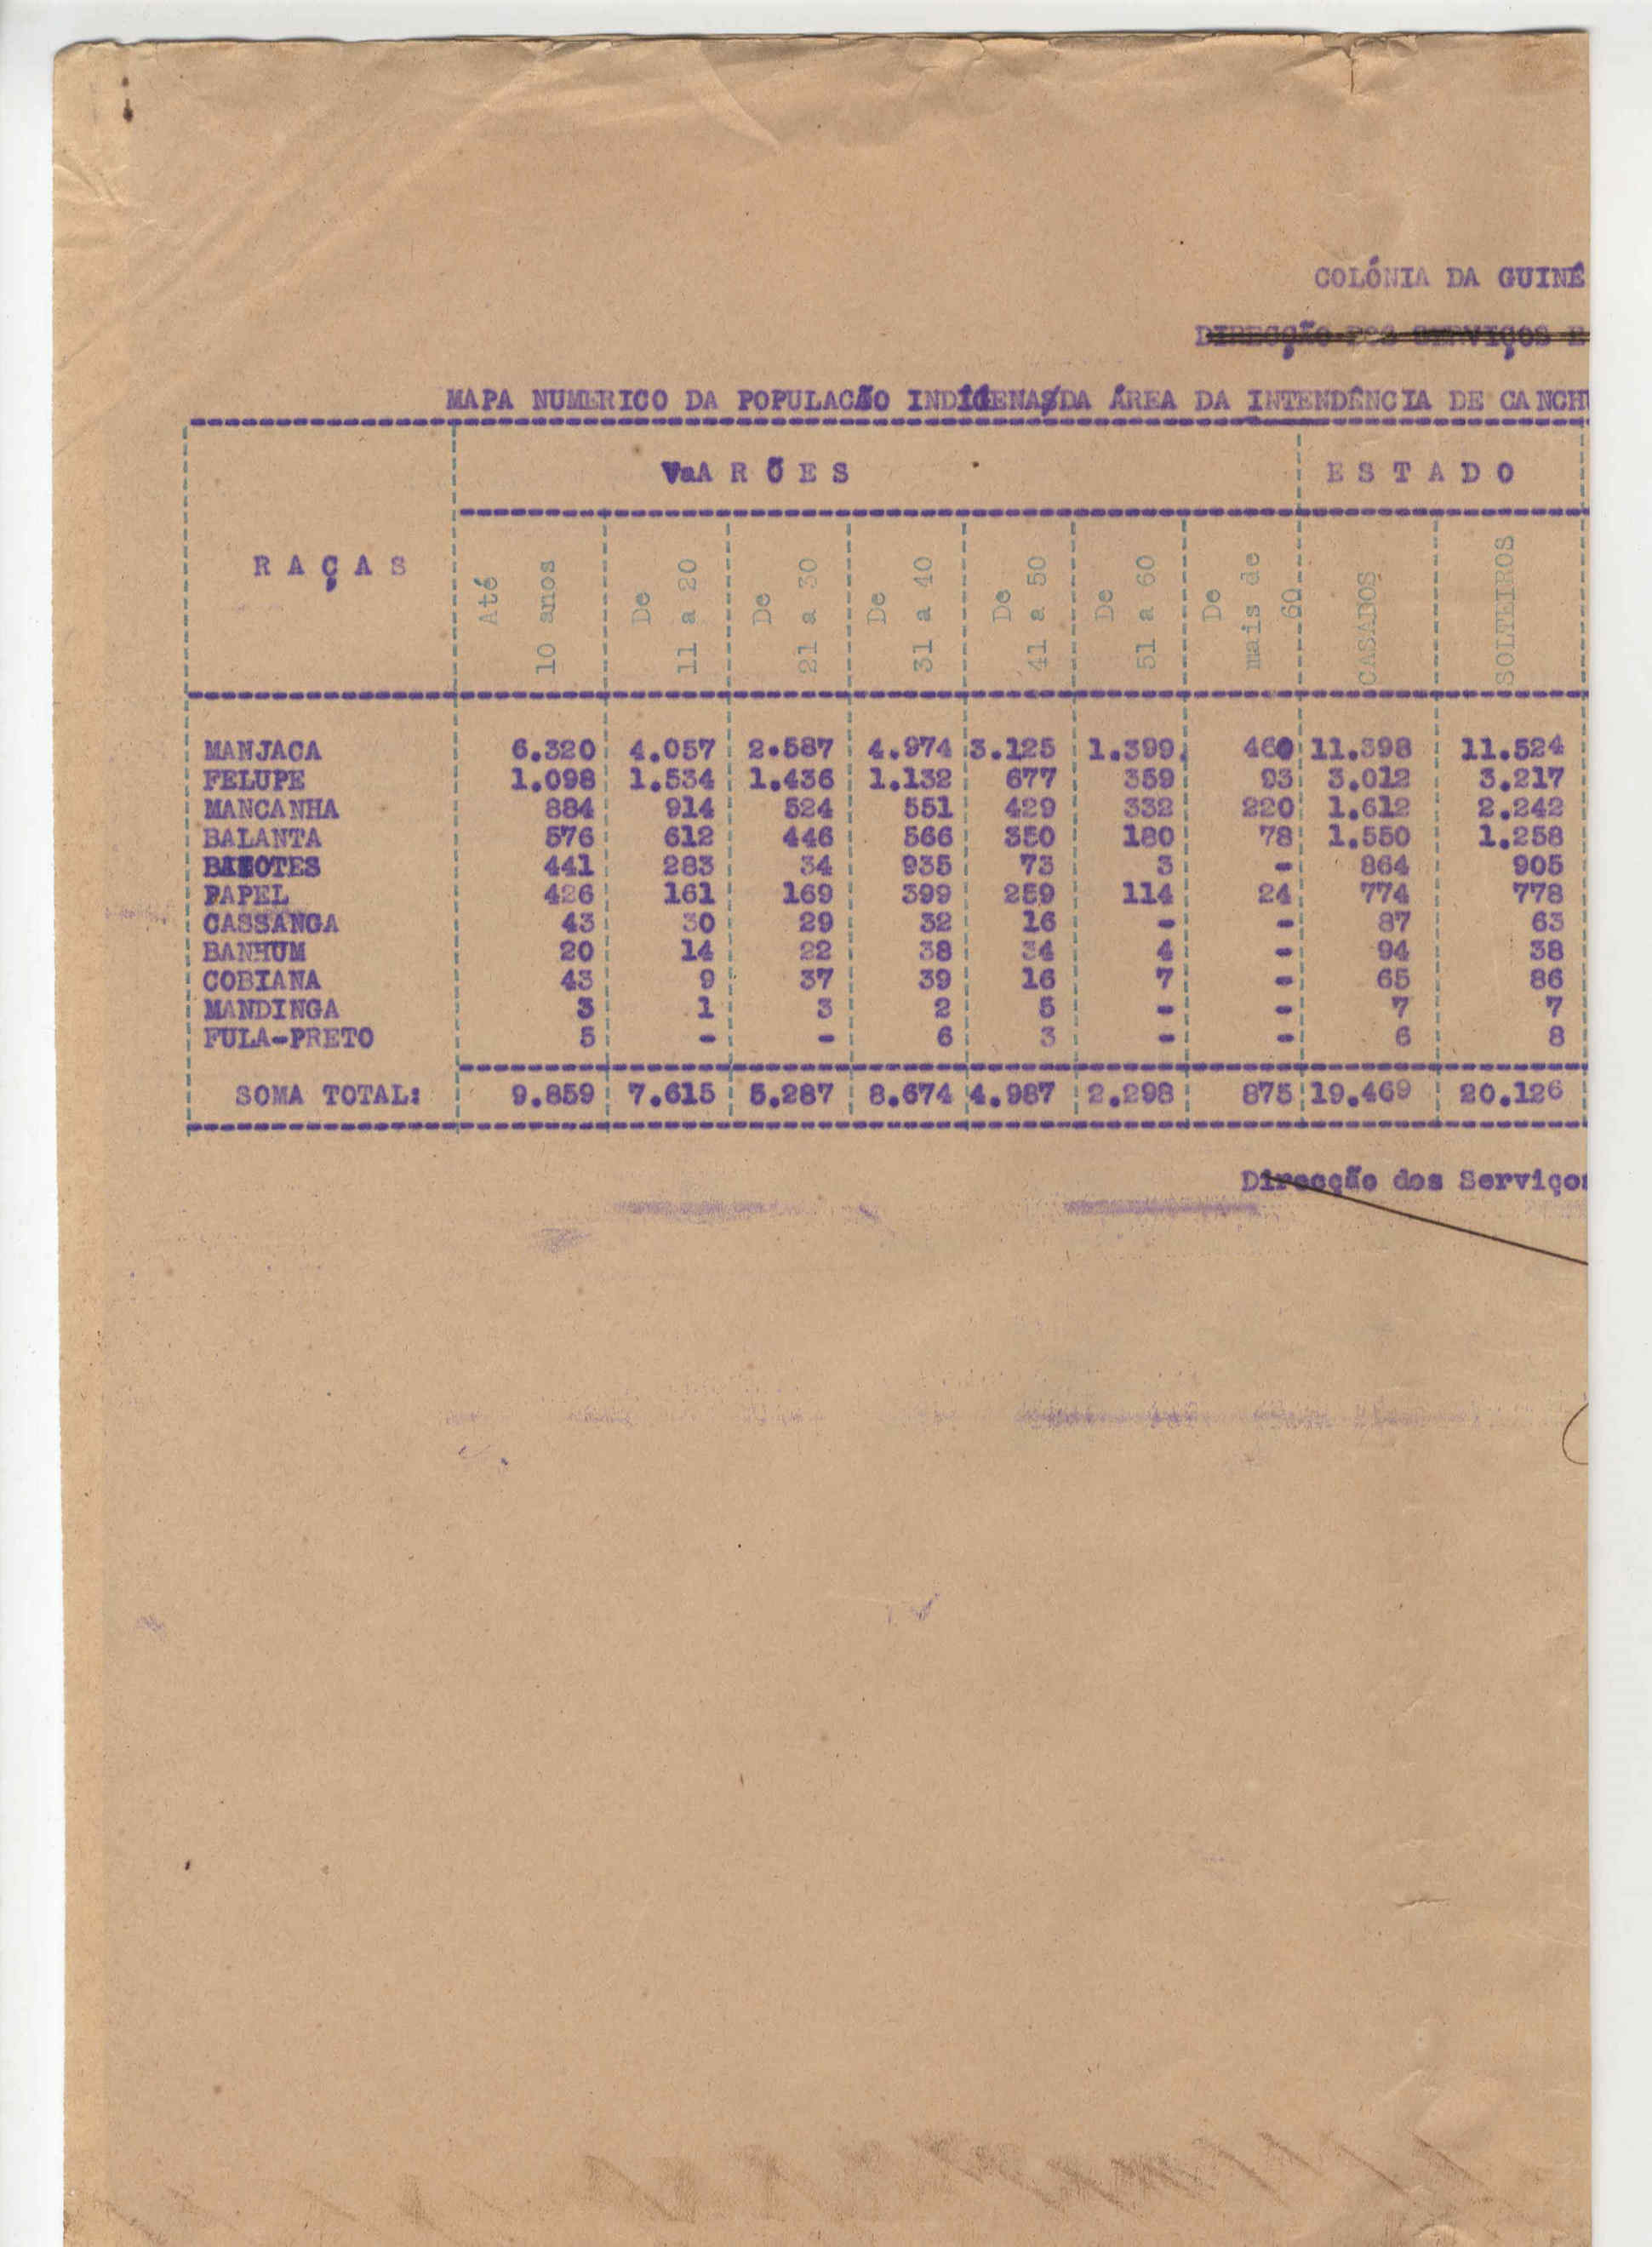 COLÓNIA DA GUINÉ
DIRECÇÃO DOS SERVIÇOS E
MAPA NUMERICO DA POPULACÃO INDÍGENAS DA ÁREA DA INTENDÊNCIA DE CANCHU
VaA R Õ E S E S T A D O
R A Ç A S
Até 10 anos De 11 a 20 De 21 a 30 De 31 a 40 De 41 a 50 De 51 a 60 De mais de 60 CASADOS SOLTEIROS
MANJACA 6.320 4.057 2.587 4.974 3.125 1.399 460 11.398 11.524
FELUPE 1.098 1.534 1.436 1.132 677 359 93 3.012 3.217
MANCANHA 884 914 524 551 429 332 220 1.612 2.242
BALANTA 576 612 446 566 350 180 78 1.550 1.258
441 283 34 935 73 3 - 864 905
PAPEL 426 161 169 399 259 114 24 774 778
CASSANGA 43 30 29 32 16 - - 87 63
BANHUM 20 14 22 38 34 4 - 94 38
COBIANA 43 9 37 39 16 7 - 65 86
MANDINGA 3 1 3 2 5 - - 7 7
FULA-PRETO 5 - - 6 3 - - 6 8
SOMA TOTAL: 9.859 7.615 5.287 8.674 4.987 2.298 875 19.469 20.126
Direcção dos Serviços